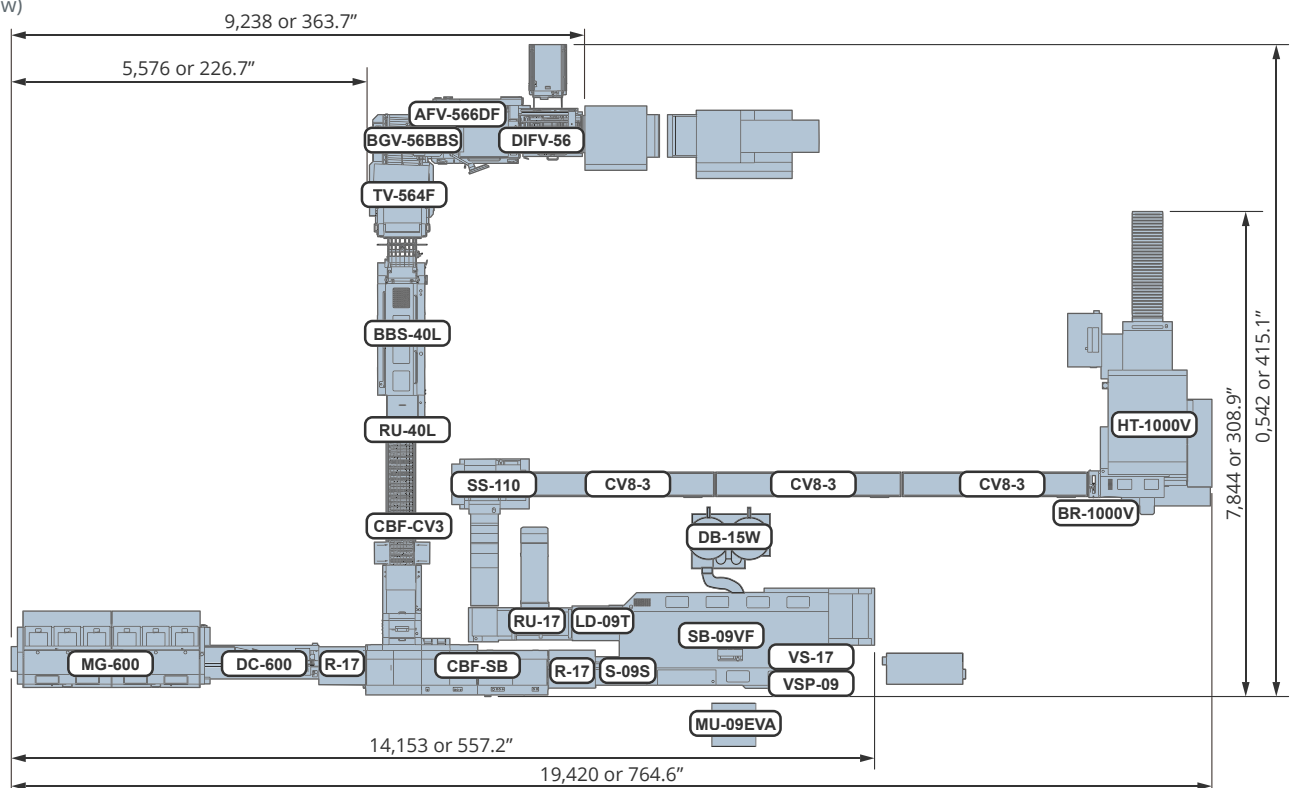 w)
9,238 or 363.7”
5,576 or 226.7”
AFV-566DF
BGV-56BBS
DIFV-56
TV-564F
BBS-40L
RU-40L
HT-1000V
7,844 or 308.9”
0,542 or 415.1”
SS-110
CV8-3
CV8-3
CV8-3
BR-1000V
CBF-CV3
DB-15W
RU-17
LD-09T
SB-09VF
MG-600
DC-600
R-17
CBF-SB
R-17
S-09S
VS-17
VSP-09
MU-09EVA
14,153 or 557.2”
19,420 or 764.6”